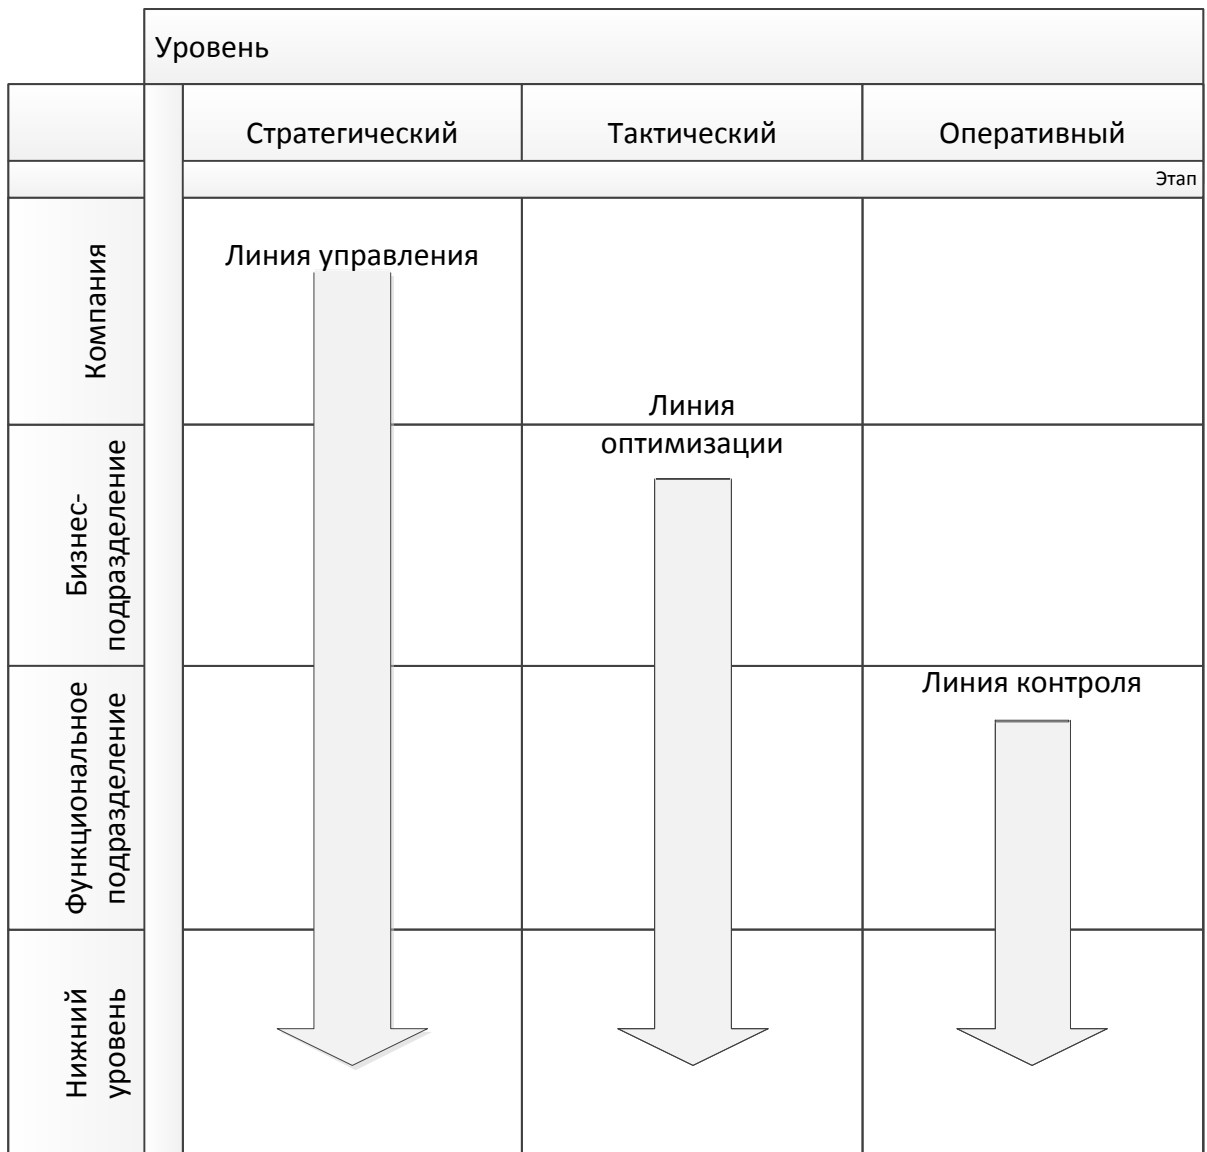 Уровень
Стратегический
Тактический
Оперативный
Этап
Компания
Линия управления
Линия
оптимизации
Бизнес-
подразделение
Функциональное
подразделение
Линия контроля
Нижний
уровень